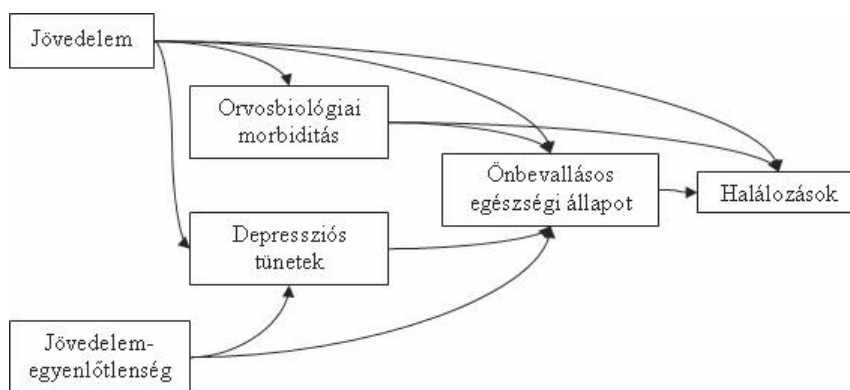 Jövedelem
Orvosbiológiai
morbiditás
Önbevallásos
egészségi állapot
Halálozások
Depressziós
tünetek
Jövedelem-
egyenlőtlenség